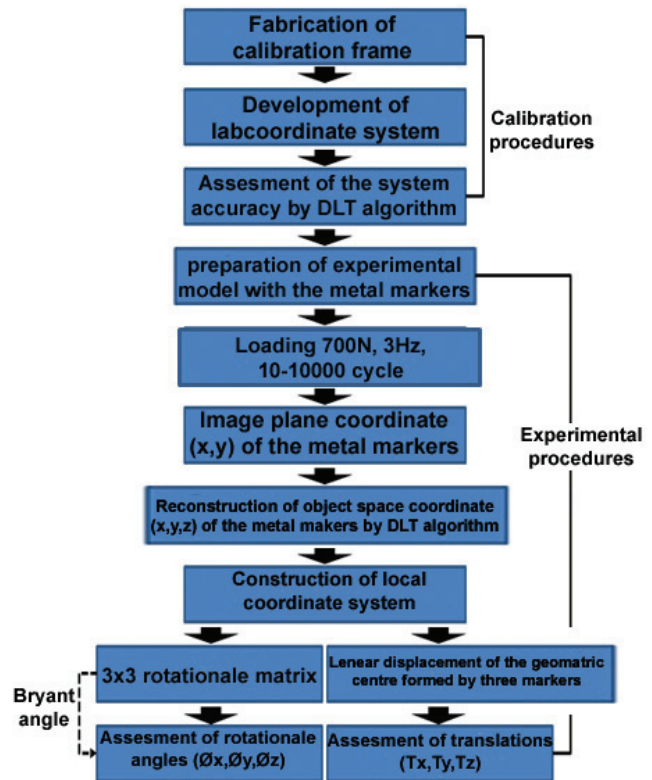 Fabrication of
calibration frame
Development of
labcoordinate system
Calibration
procedures
Assesment of the system
accuracy by DLT algorithm
preparation of experimental
model with the metal markers
Loading 700N, 3Hz,
10-10000 cycle
Image plane coordinate
(x,y) of the metal markers
Experimental
procedures
Reconstruction of object space coordinate
(x,y,z) of the metal makers by DLT algorithm
Construction of local
coordinate system
3x3 rotationale matrix
Lenear displacement of the geomatric
centre formed by three markers
Bryant
angle
Assesment of rotationale
angles (Øx,Øy,Øz)
Assesment of translations
(Tx,Ty,Tz)